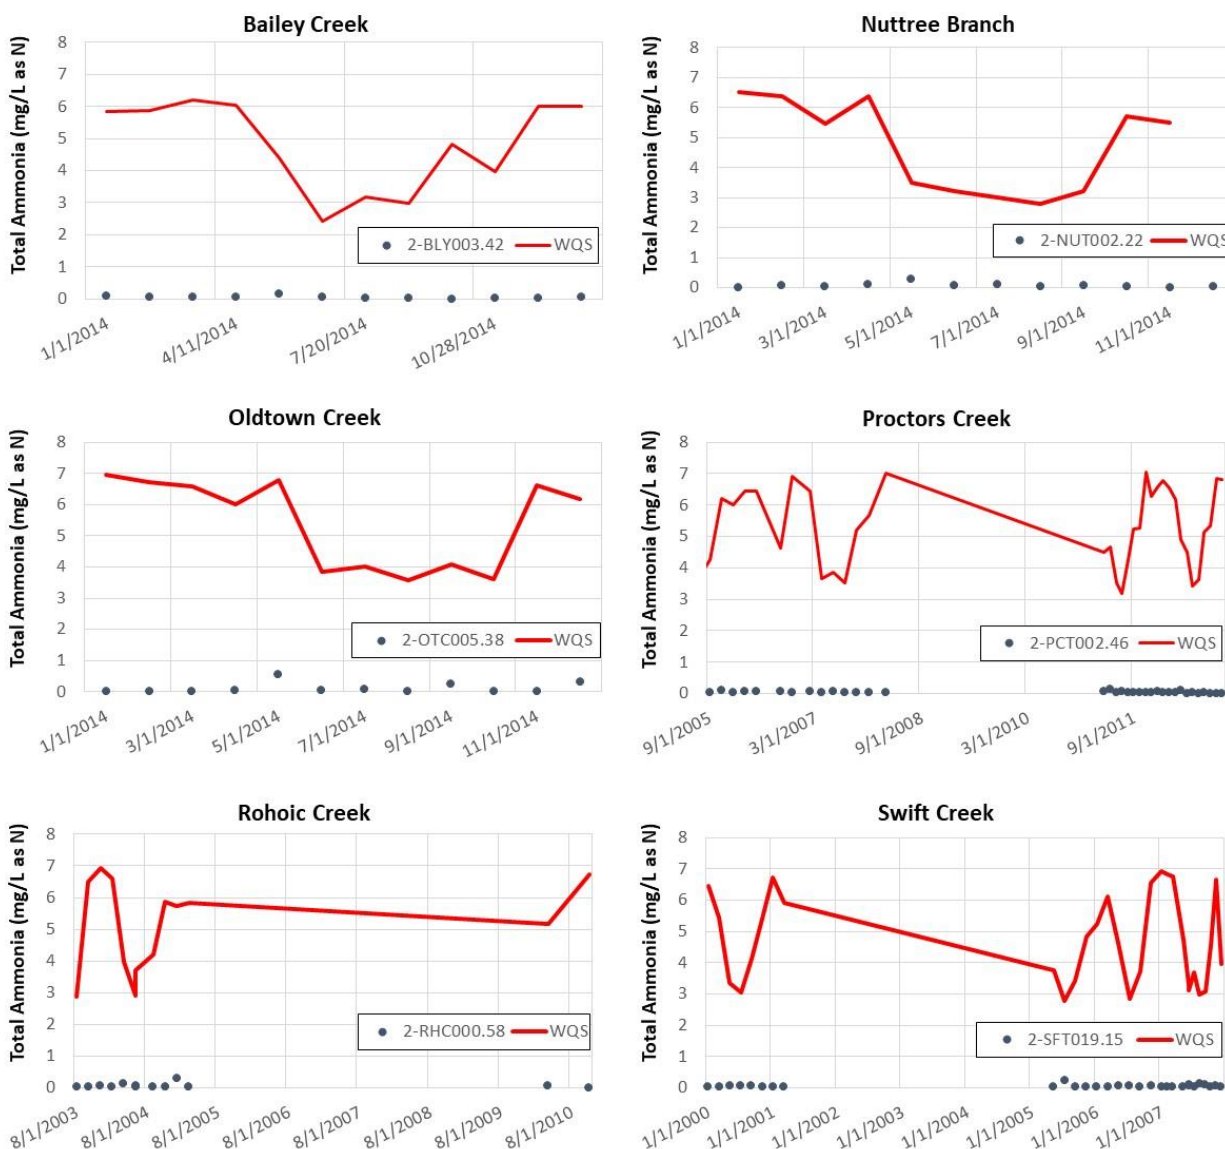 Bailey Creek
Total Ammonia (mg/L as N)
8
7
6
5
4
3
2
1
0
2-BLY003.42 WQS
1/1/2014 4/11/2014 7/20/2014 10/28/2014
Nuttree Branch
Total Ammonia (mg/L as N)
8
7
6
5
4
3
2
1
0
2-NUT002.22 WQS
1/1/2014 3/1/2014 5/1/2014 7/1/2014 9/1/2014 11/1/2014
Oldtown Creek
Total Ammonia (mg/L as N)
8
7
6
5
4
3
2
1
0
2-OTC005.38 WQS
1/1/2014 3/1/2014 5/1/2014 7/1/2014 9/1/2014 11/1/2014
Proctors Creek
Total Ammonia (mg/L as N)
8
7
6
5
4
3
2
1
0
2-PCT002.46 WQS
9/1/2005 3/1/2007 9/1/2008 3/1/2010 9/1/2011
Rohoic Creek
Total Ammonia (mg/L as N)
8
7
6
5
4
3
2
1
0
2-RHC000.58 WQS
8/1/2003 8/1/2004 8/1/2005 8/1/2006 8/1/2007 8/1/2008 8/1/2009 8/1/2010
Swift Creek
Total Ammonia (mg/L as N)
8
7
6
5
4
3
2
1
0
2-SFT019.15 WQS
1/1/2000 1/1/2001 1/1/2002 1/1/2003 1/1/2004 1/1/2005 1/1/2006 1/1/2007